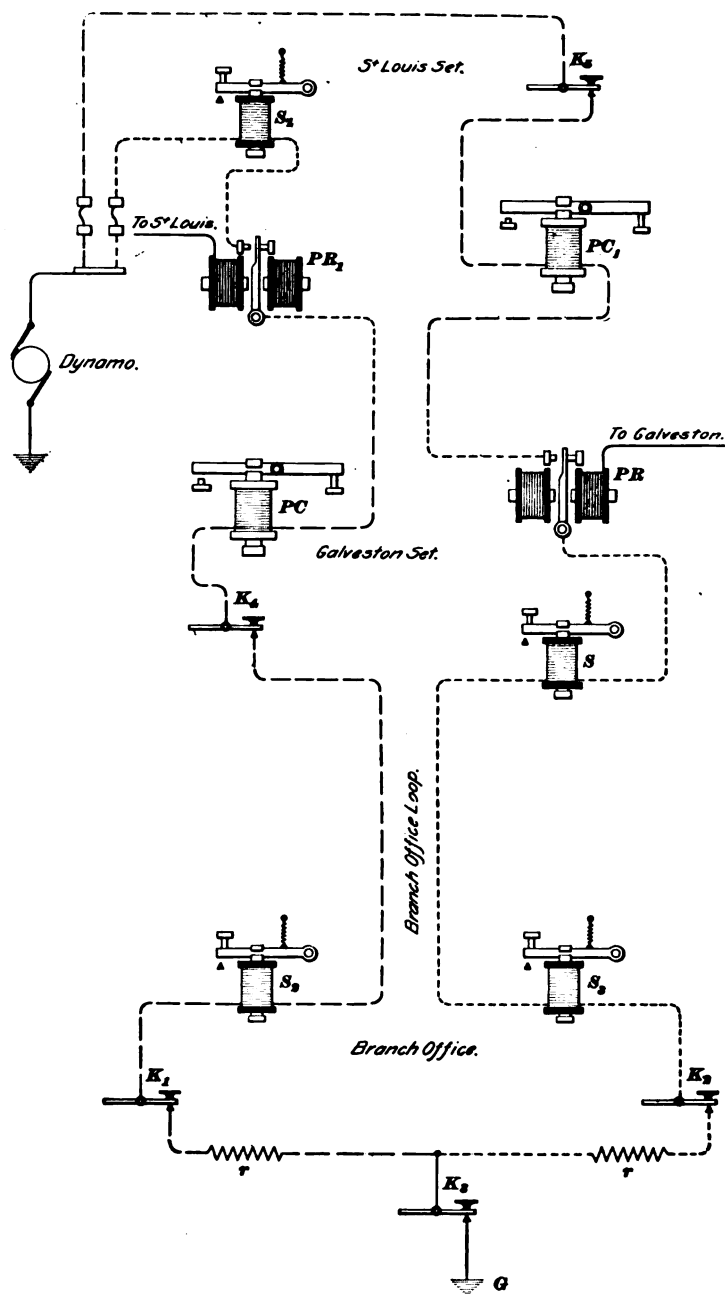 St Louis Set.
K5
S1
To St Louis.
PR1
PC1
Dynamo.
To Galveston.
PR
PC
Galveston Set.
K4
S
Branch Office Loop.
S2
S3
Branch Office.
K1
K2
r
r
K3
G